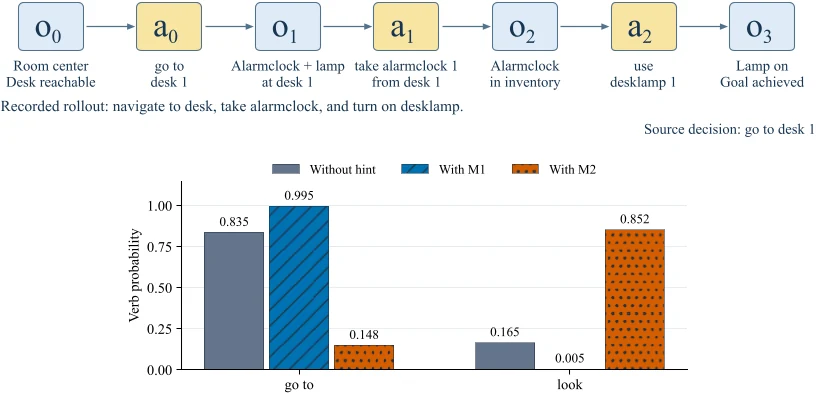 o0 a0 o1 a1 o2 a2 o3
Room center go to Alarmclock + lamp take alarmclock 1 Alarmclock use Lamp on
Desk reachable desk 1 at desk 1 from desk 1 in inventory desklamp 1 Goal achieved
Recorded rollout: navigate to desk, take alarmclock, and turn on desklamp.
Source decision: go to desk 1
Without hint With M1 With M2
Verb probability
1.00
0.75
0.50
0.25
0.00
0.835
0.995
0.148
0.165
0.005
0.852
go to look